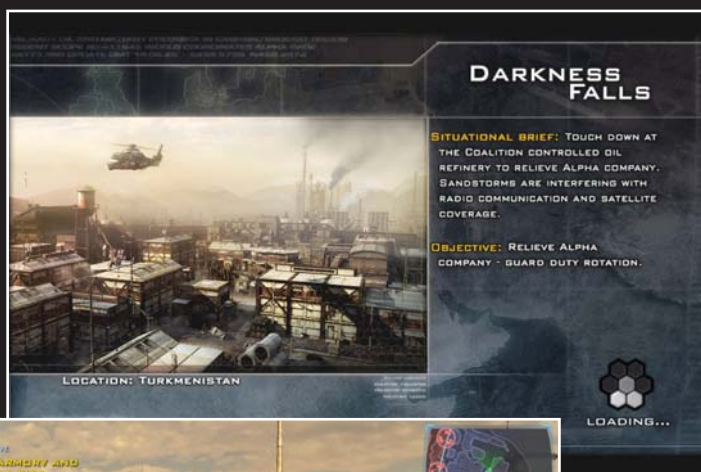 DARKNESS
FALLS
SITUATIONAL BRIEF: TOUCH DOWN AT
THE COALITION CONTROLLED OIL
REFINERY TO RELIEVE ALPHA COMPANY.
SANDSTORMS ARE INTERFERING WITH
RADIO COMMUNICATION AND SATELLITE
COVERAGE.
OBJECTIVE: RELIEVE ALPHA
COMPANY - GUARD DUTY ROTATION.
LOCATION: TURKMENISTAN
LOADING...
ARMORY AND